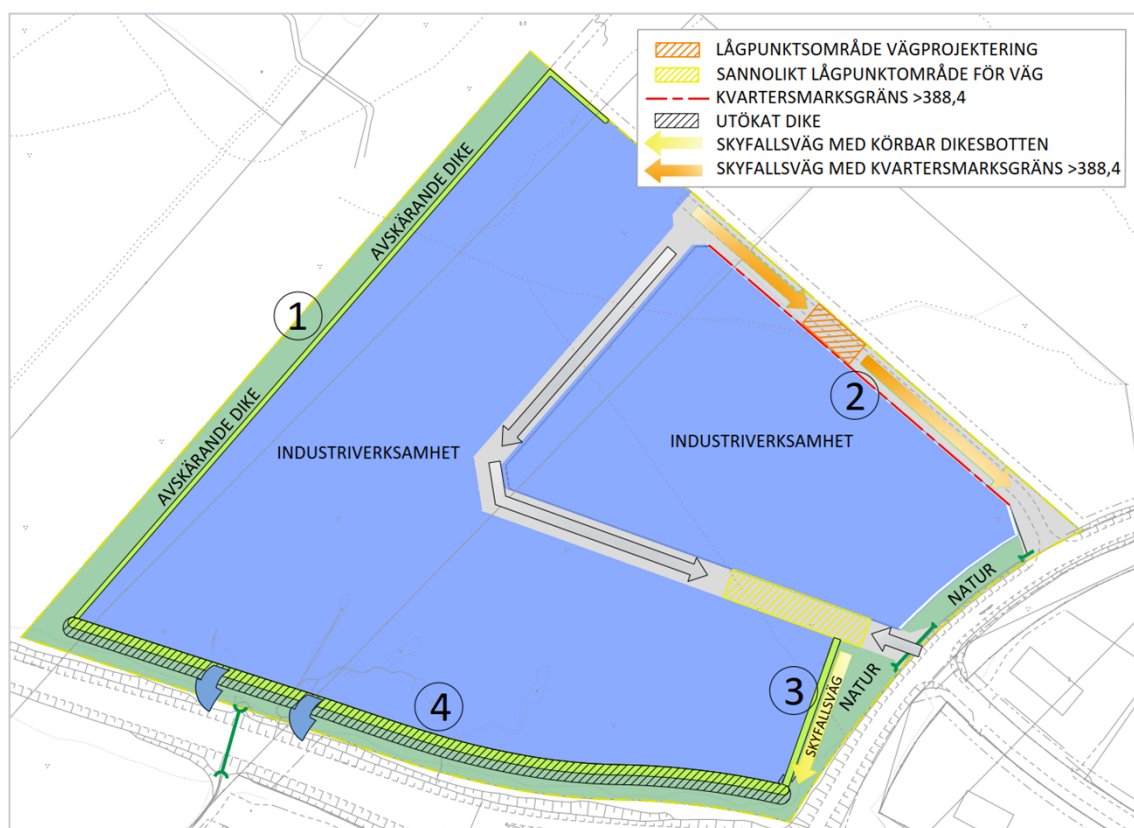 LÅGPUNKTSOMRÅDE VÄGPROJEKTERING
SANNOLIKT LÅGPUNKTOMRÅDE FÖR VÄG
KVARTERSMARKSGRÄNS >388,4
UTÖKAT DIKE
SKYFALLSVÄG MED KÖRBAR DIKESBOTTEN
SKYFALLSVÄG MED KVARTERSMARKSGRÄNS >388,4
AVSKÄRANDE DIKE
1
2
AVSKÄRANDE DIKE
INDUSTRIVERKSAMHET
INDUSTRIVERKSAMHET
NATUR
3
NATUR
SKYFALLSVÄG
4